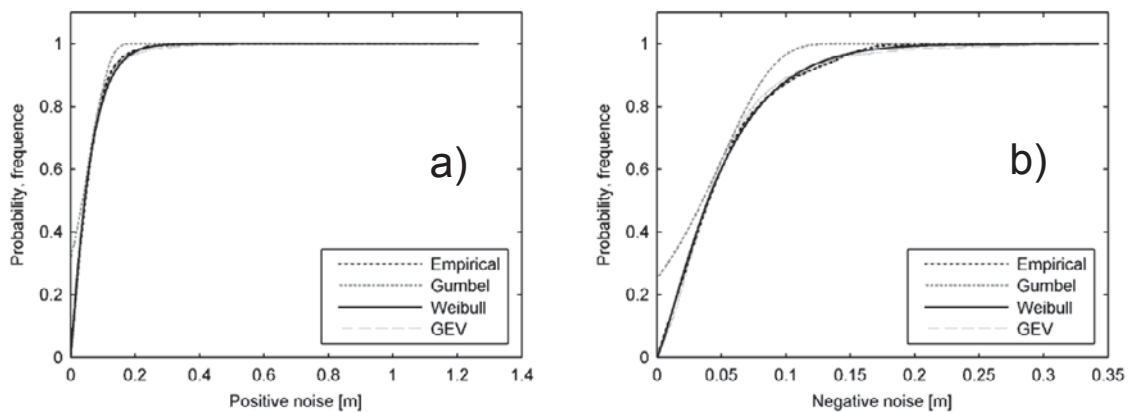 1
0.8
0.6
0.4
0.2
0
Probability, frequence
a)
Empirical
Gumbel
Weibull
GEV
0 0.2 0.4 0.6 0.8 1 1.2 1.4
Positive noise [m]
1
0.8
0.6
0.4
0.2
0
Probability, frequence
b)
Empirical
Gumbel
Weibull
GEV
0 0.05 0.1 0.15 0.2 0.25 0.3 0.35
Negative noise [m]